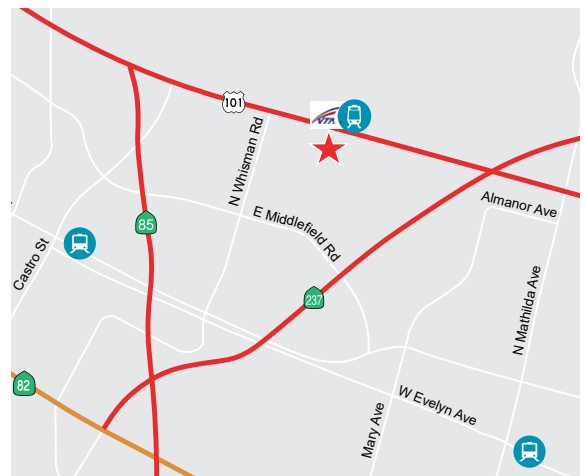 101
VTA
N Whisman Rd
Almanor Ave
E Middlefield Rd
85
Castro St
N Mathilda Ave
237
82
W Evelyn Ave
Mary Ave